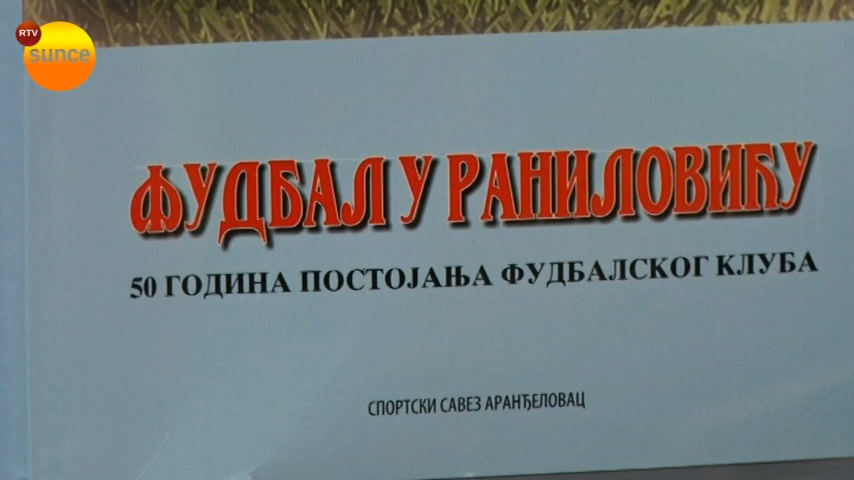 RTV
sunce
ФУДБАЛ У РАНИЛОВИЋУ
50 ГОДИНА ПОСТОЈАЊА ФУДБАЛСКОГ КЛУБА
СПОРТСКИ САВЕЗ АРАНЂЕЛОВАЦ